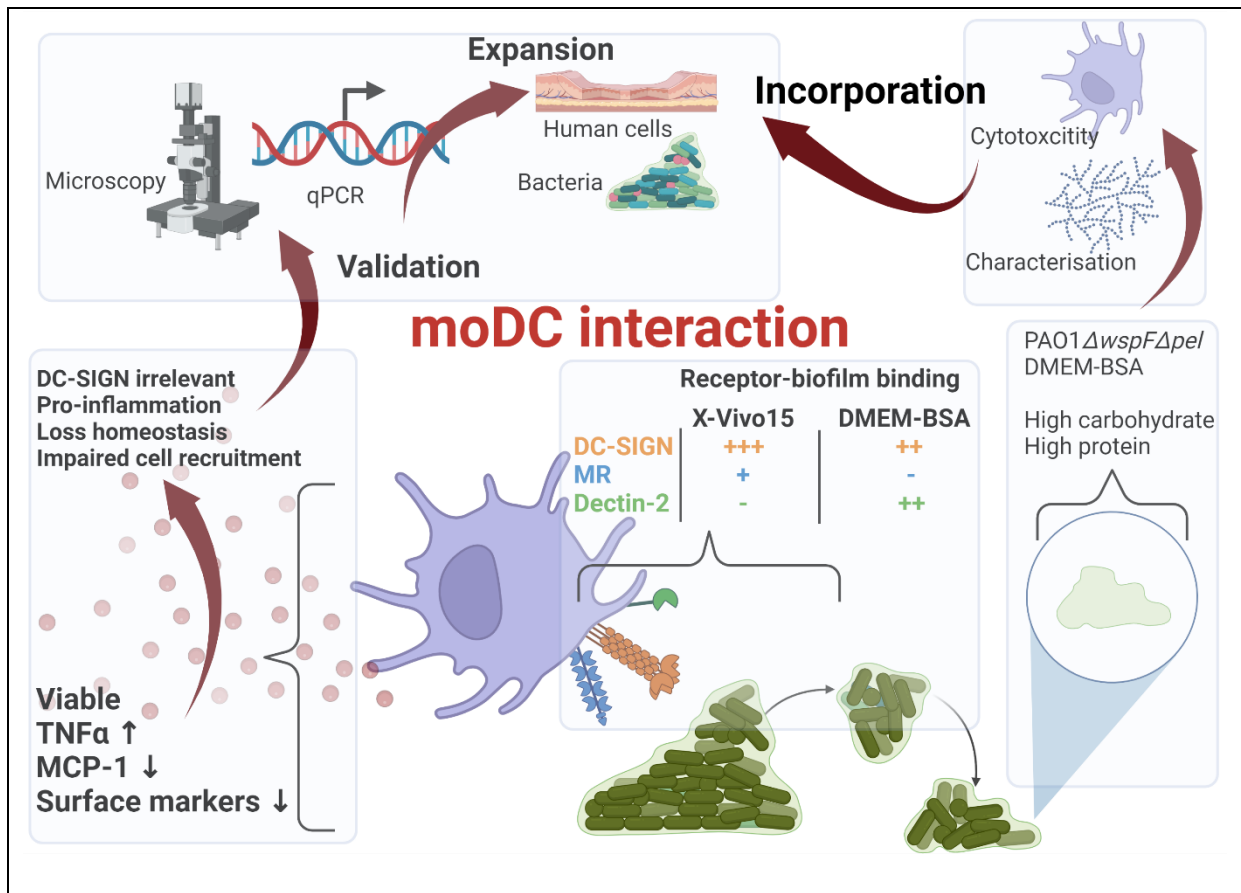 Expansion
Incorporation
Microscopy
qPCR
Human cells
Bacteria
Validation
Cytotoxcitity
Characterisation
moDC interaction
DC-SIGN irrelevant
Pro-inflammation
Loss homeostasis
Impaired cell recruitment
Viable
TNFα ↑
MCP-1 ↓
Surface markers ↓
Receptor-biofilm binding
X-Vivo15 DMEM-BSA
DC-SIGN +++ ++
MR + -
Dectin-2 - ++
PAO1ΔwspFΔpel
DMEM-BSA
High carbohydrate
High protein